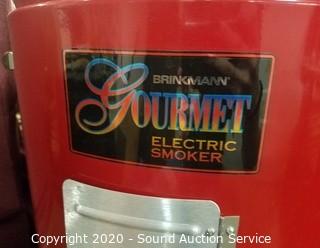 BRINKMANN
GOURMET
ELECTRIC
SMOKER
Copyright 2020 - Sound Auction Service